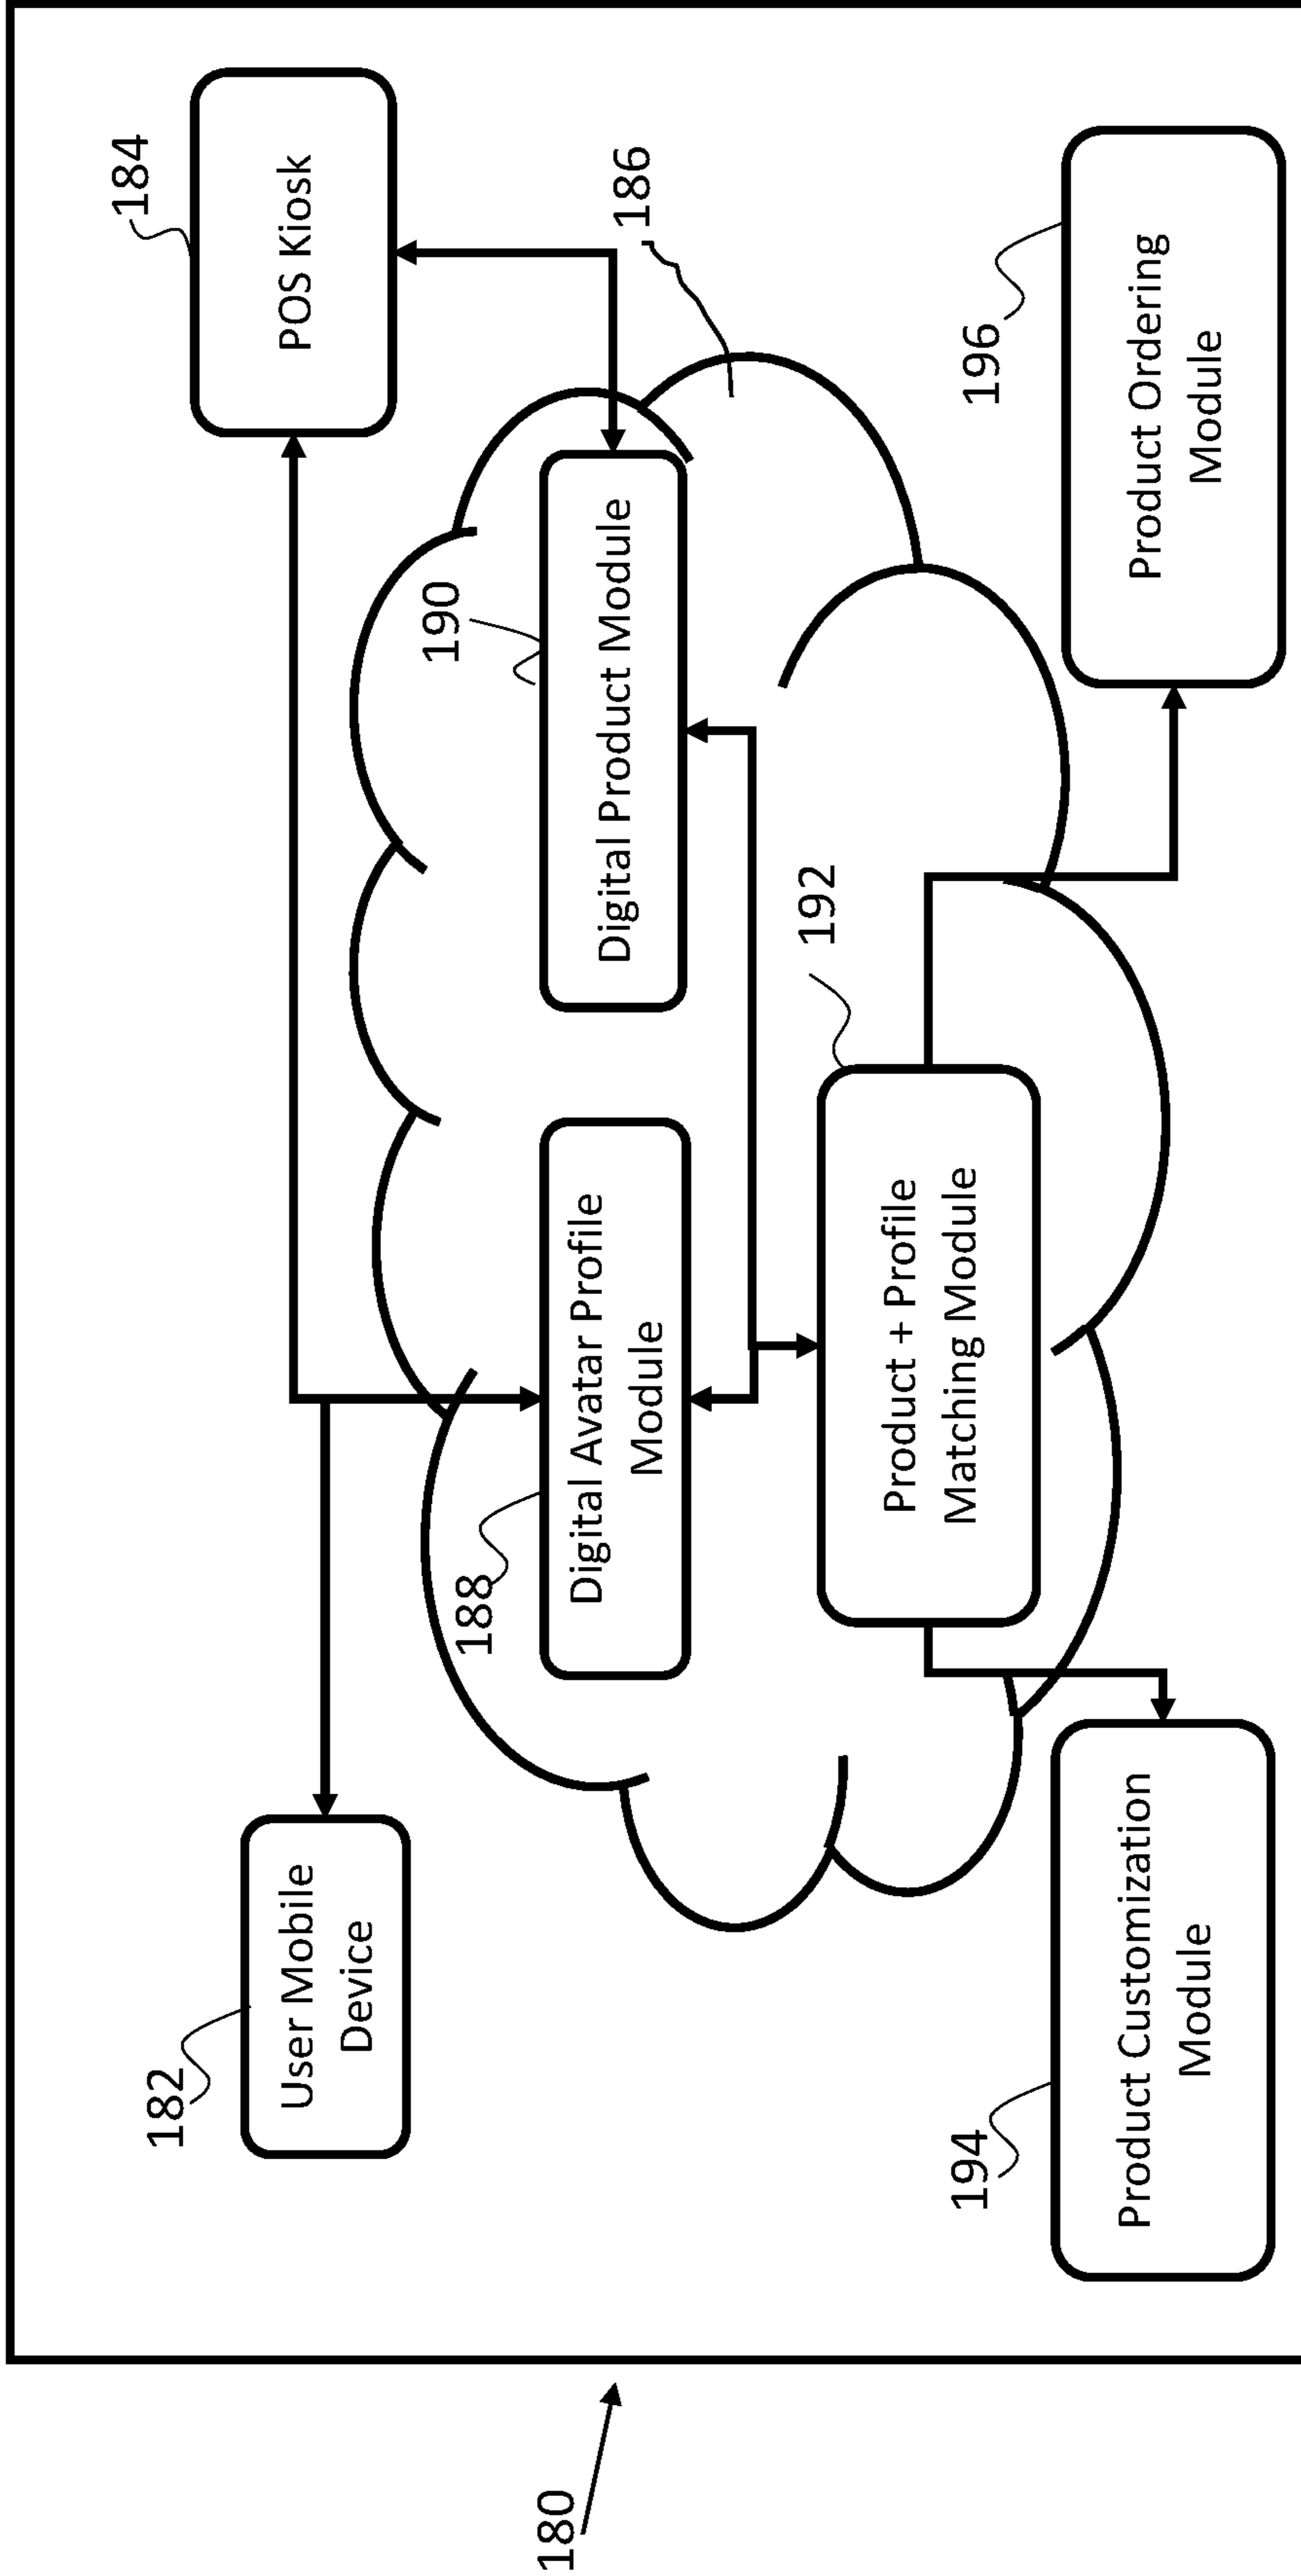 180
182
User Mobile
Device
184
POS Kiosk
186
188
Digital Avatar Profile
Module
190
Digital Product Module
192
Product + Profile
Matching Module
194
Product Customization
Module
196
Product Ordering
Module